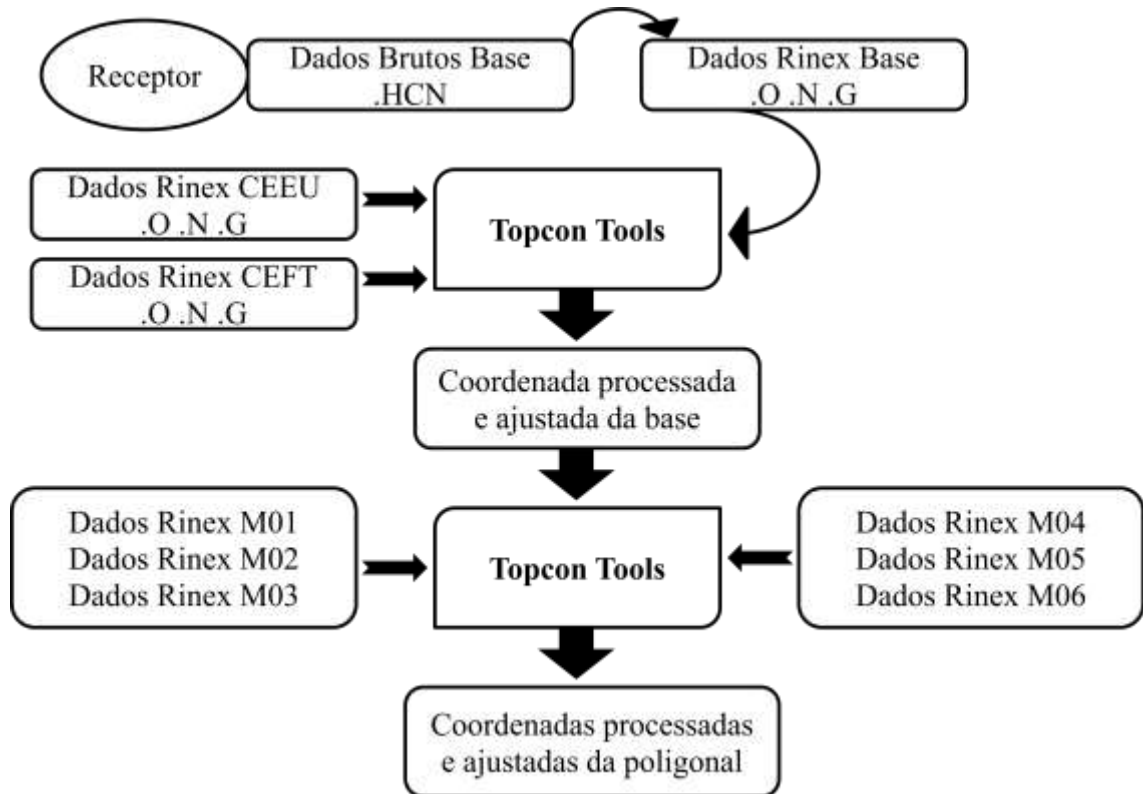 Receptor
Dados Brutos Base
.HCN
Dados Rinex Base
.O .N .G
Dados Rinex CEEU
.O .N .G
Topcon Tools
Dados Rinex CEFT
.O .N .G
Coordenada processada
e ajustada da base
Dados Rinex M01
Dados Rinex M02
Dados Rinex M03
Topcon Tools
Dados Rinex M04
Dados Rinex M05
Dados Rinex M06
Coordenadas processadas
e ajustadas da poligonal